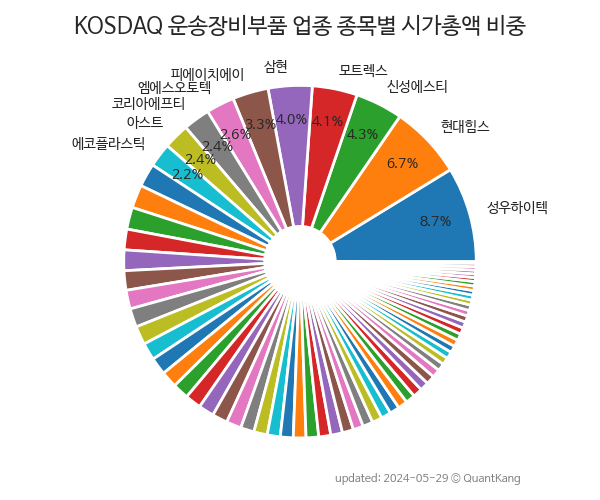 KOSDAQ 운송장비부품 업종 종목별 시가총액 비중
삼현
모트렉스
피에이치에이
신성에스티
엠에스오토텍
코리아에프티
현대힘스
아스트
에코플라스틱
성우하이텍
4.0%
4.1%
3.3%
4.3%
2.6%
2.4%
2.4%
6.7%
2.2%
8.7%
updated: 2024-05-29 © QuantKang